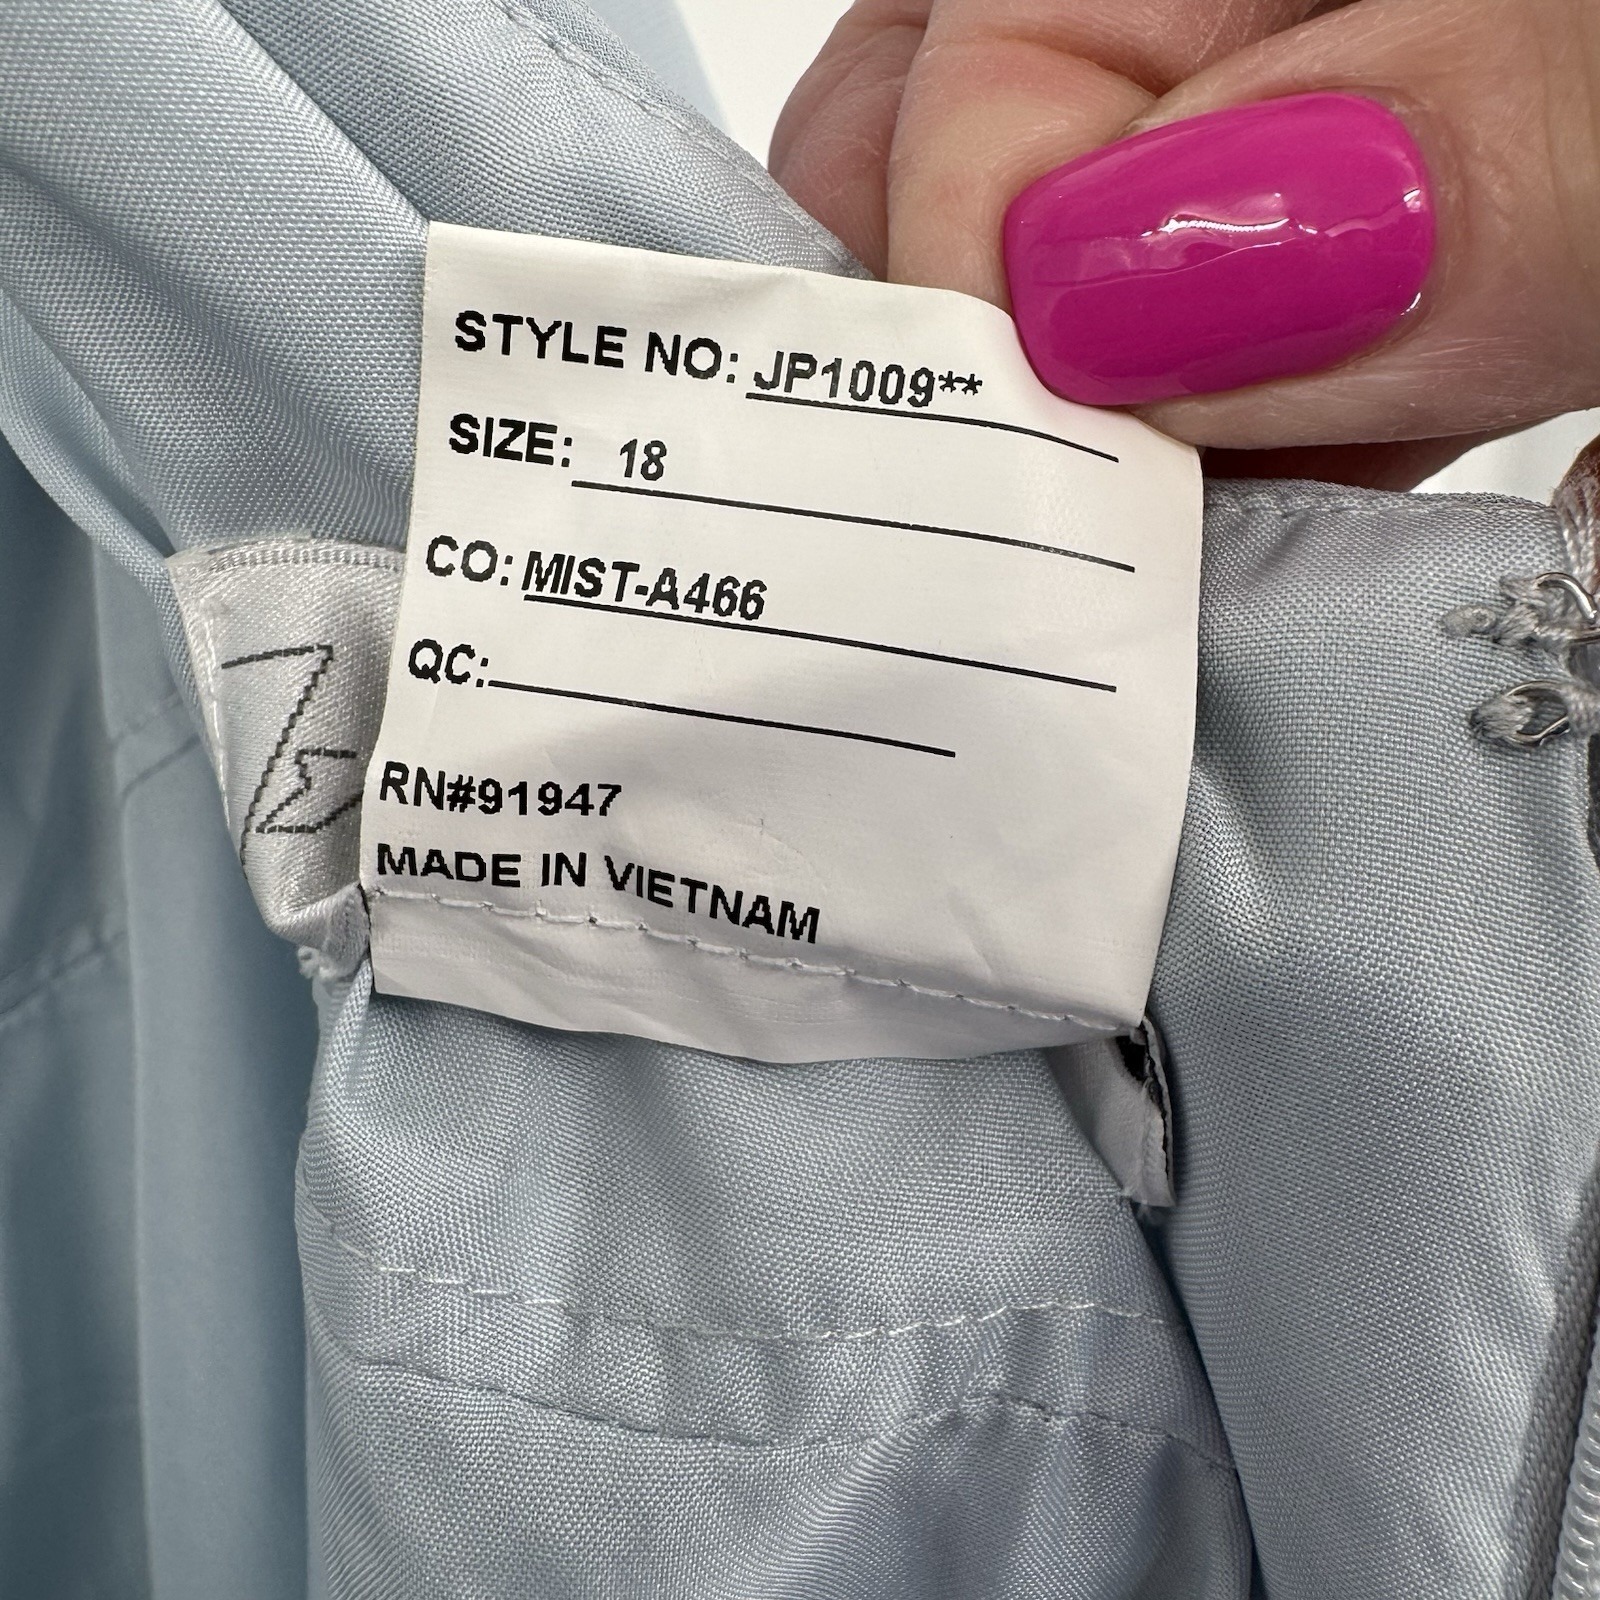 STYLE NO: JP1009**
SIZE: 18
CO: MIST-A466
QC:
RN#91947
MADE IN VIETNAM